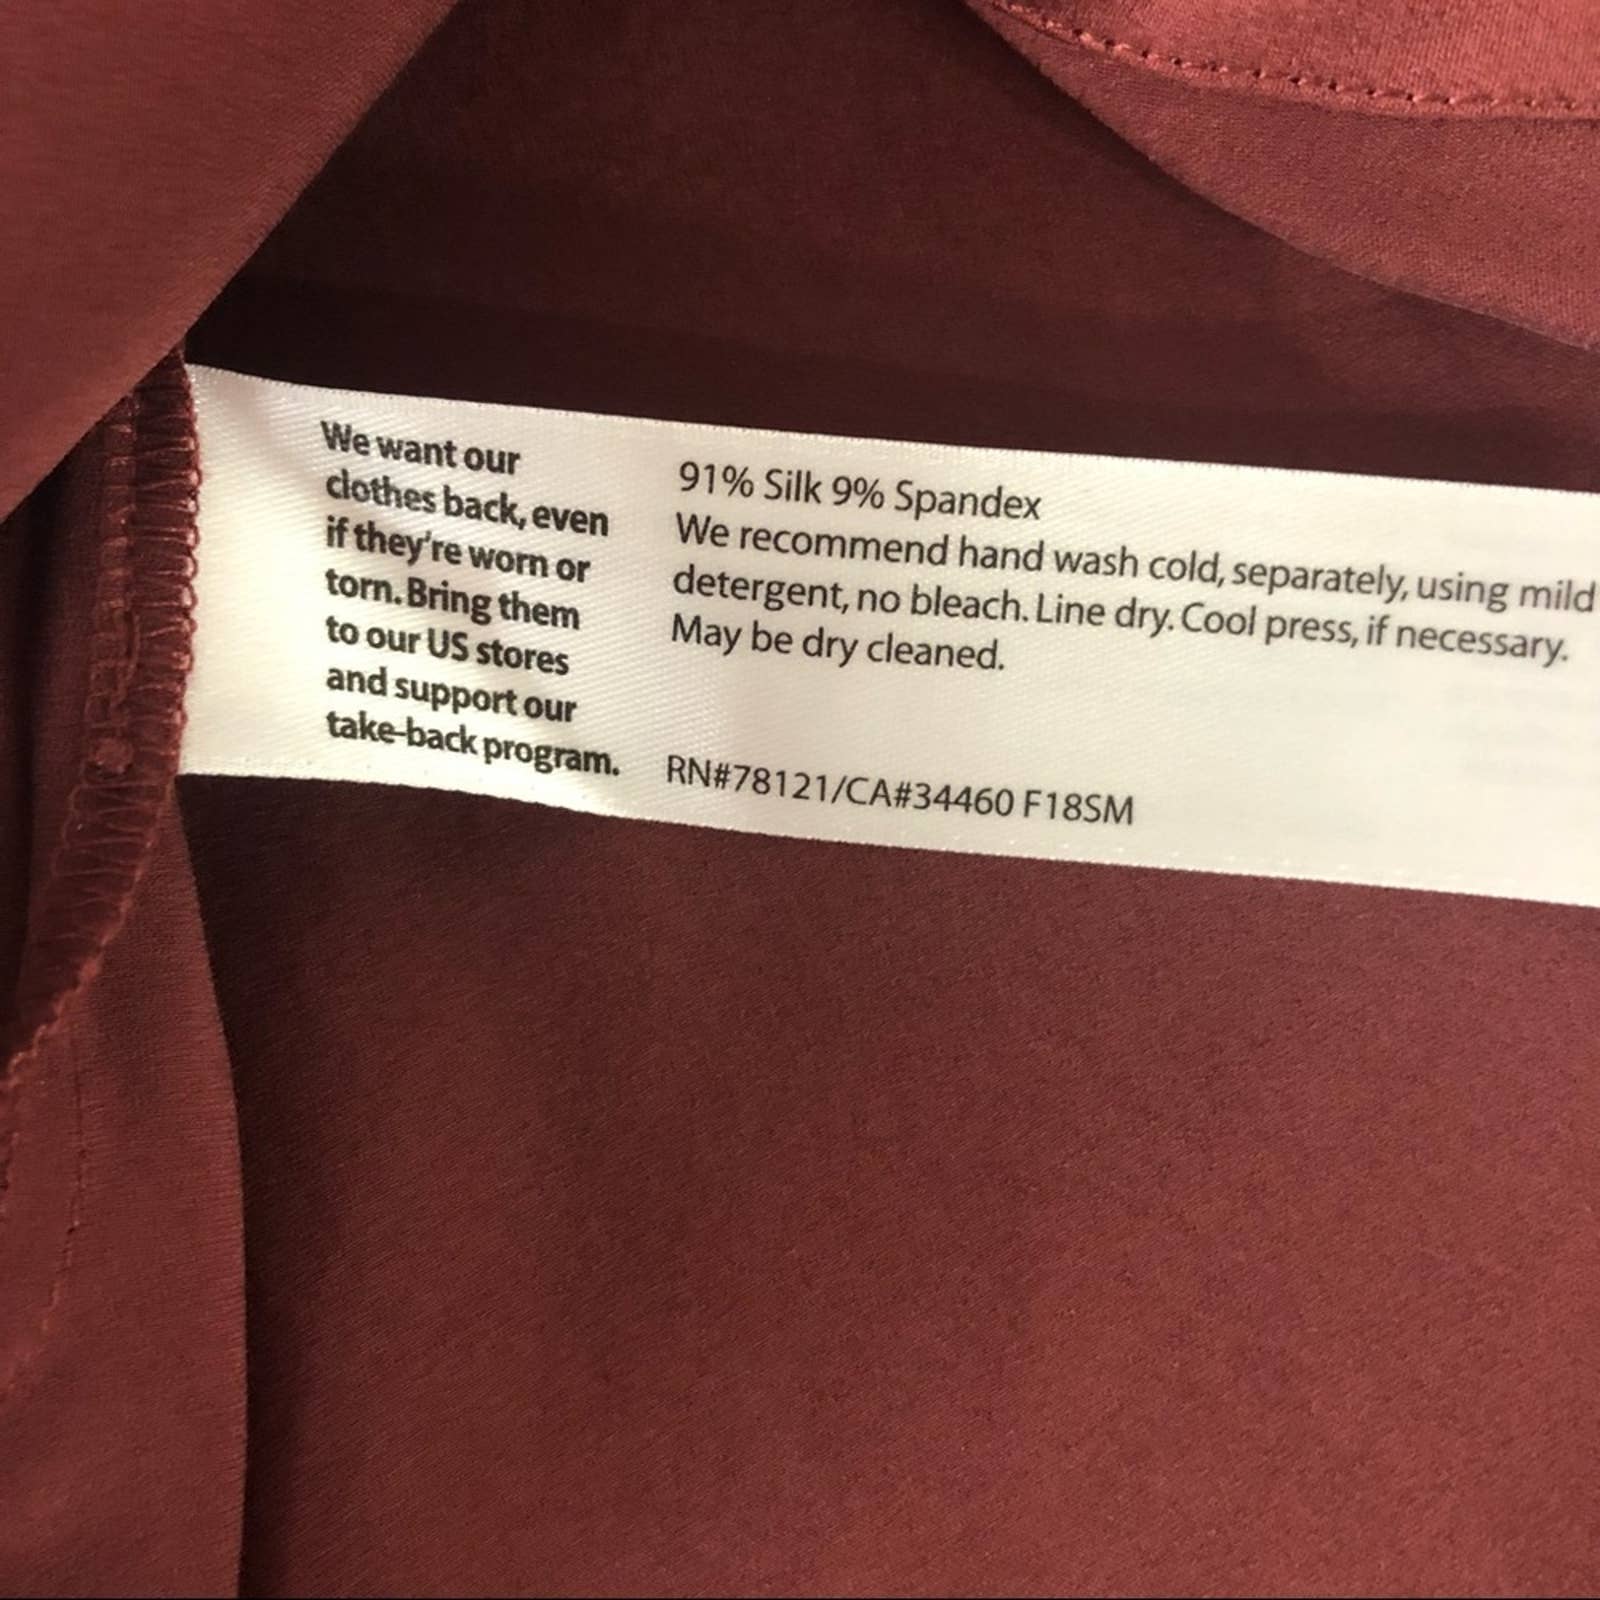 We want our
clothes back, even
if they're worn or
torn. Bring them
to our US stores
and support our
take-back program.
91% Silk 9% Spandex
We recommend hand wash cold, separately, using mild
detergent, no bleach. Line dry. Cool press, if necessary.
May be dry cleaned.
RN#78121/CA#34460 F18SM